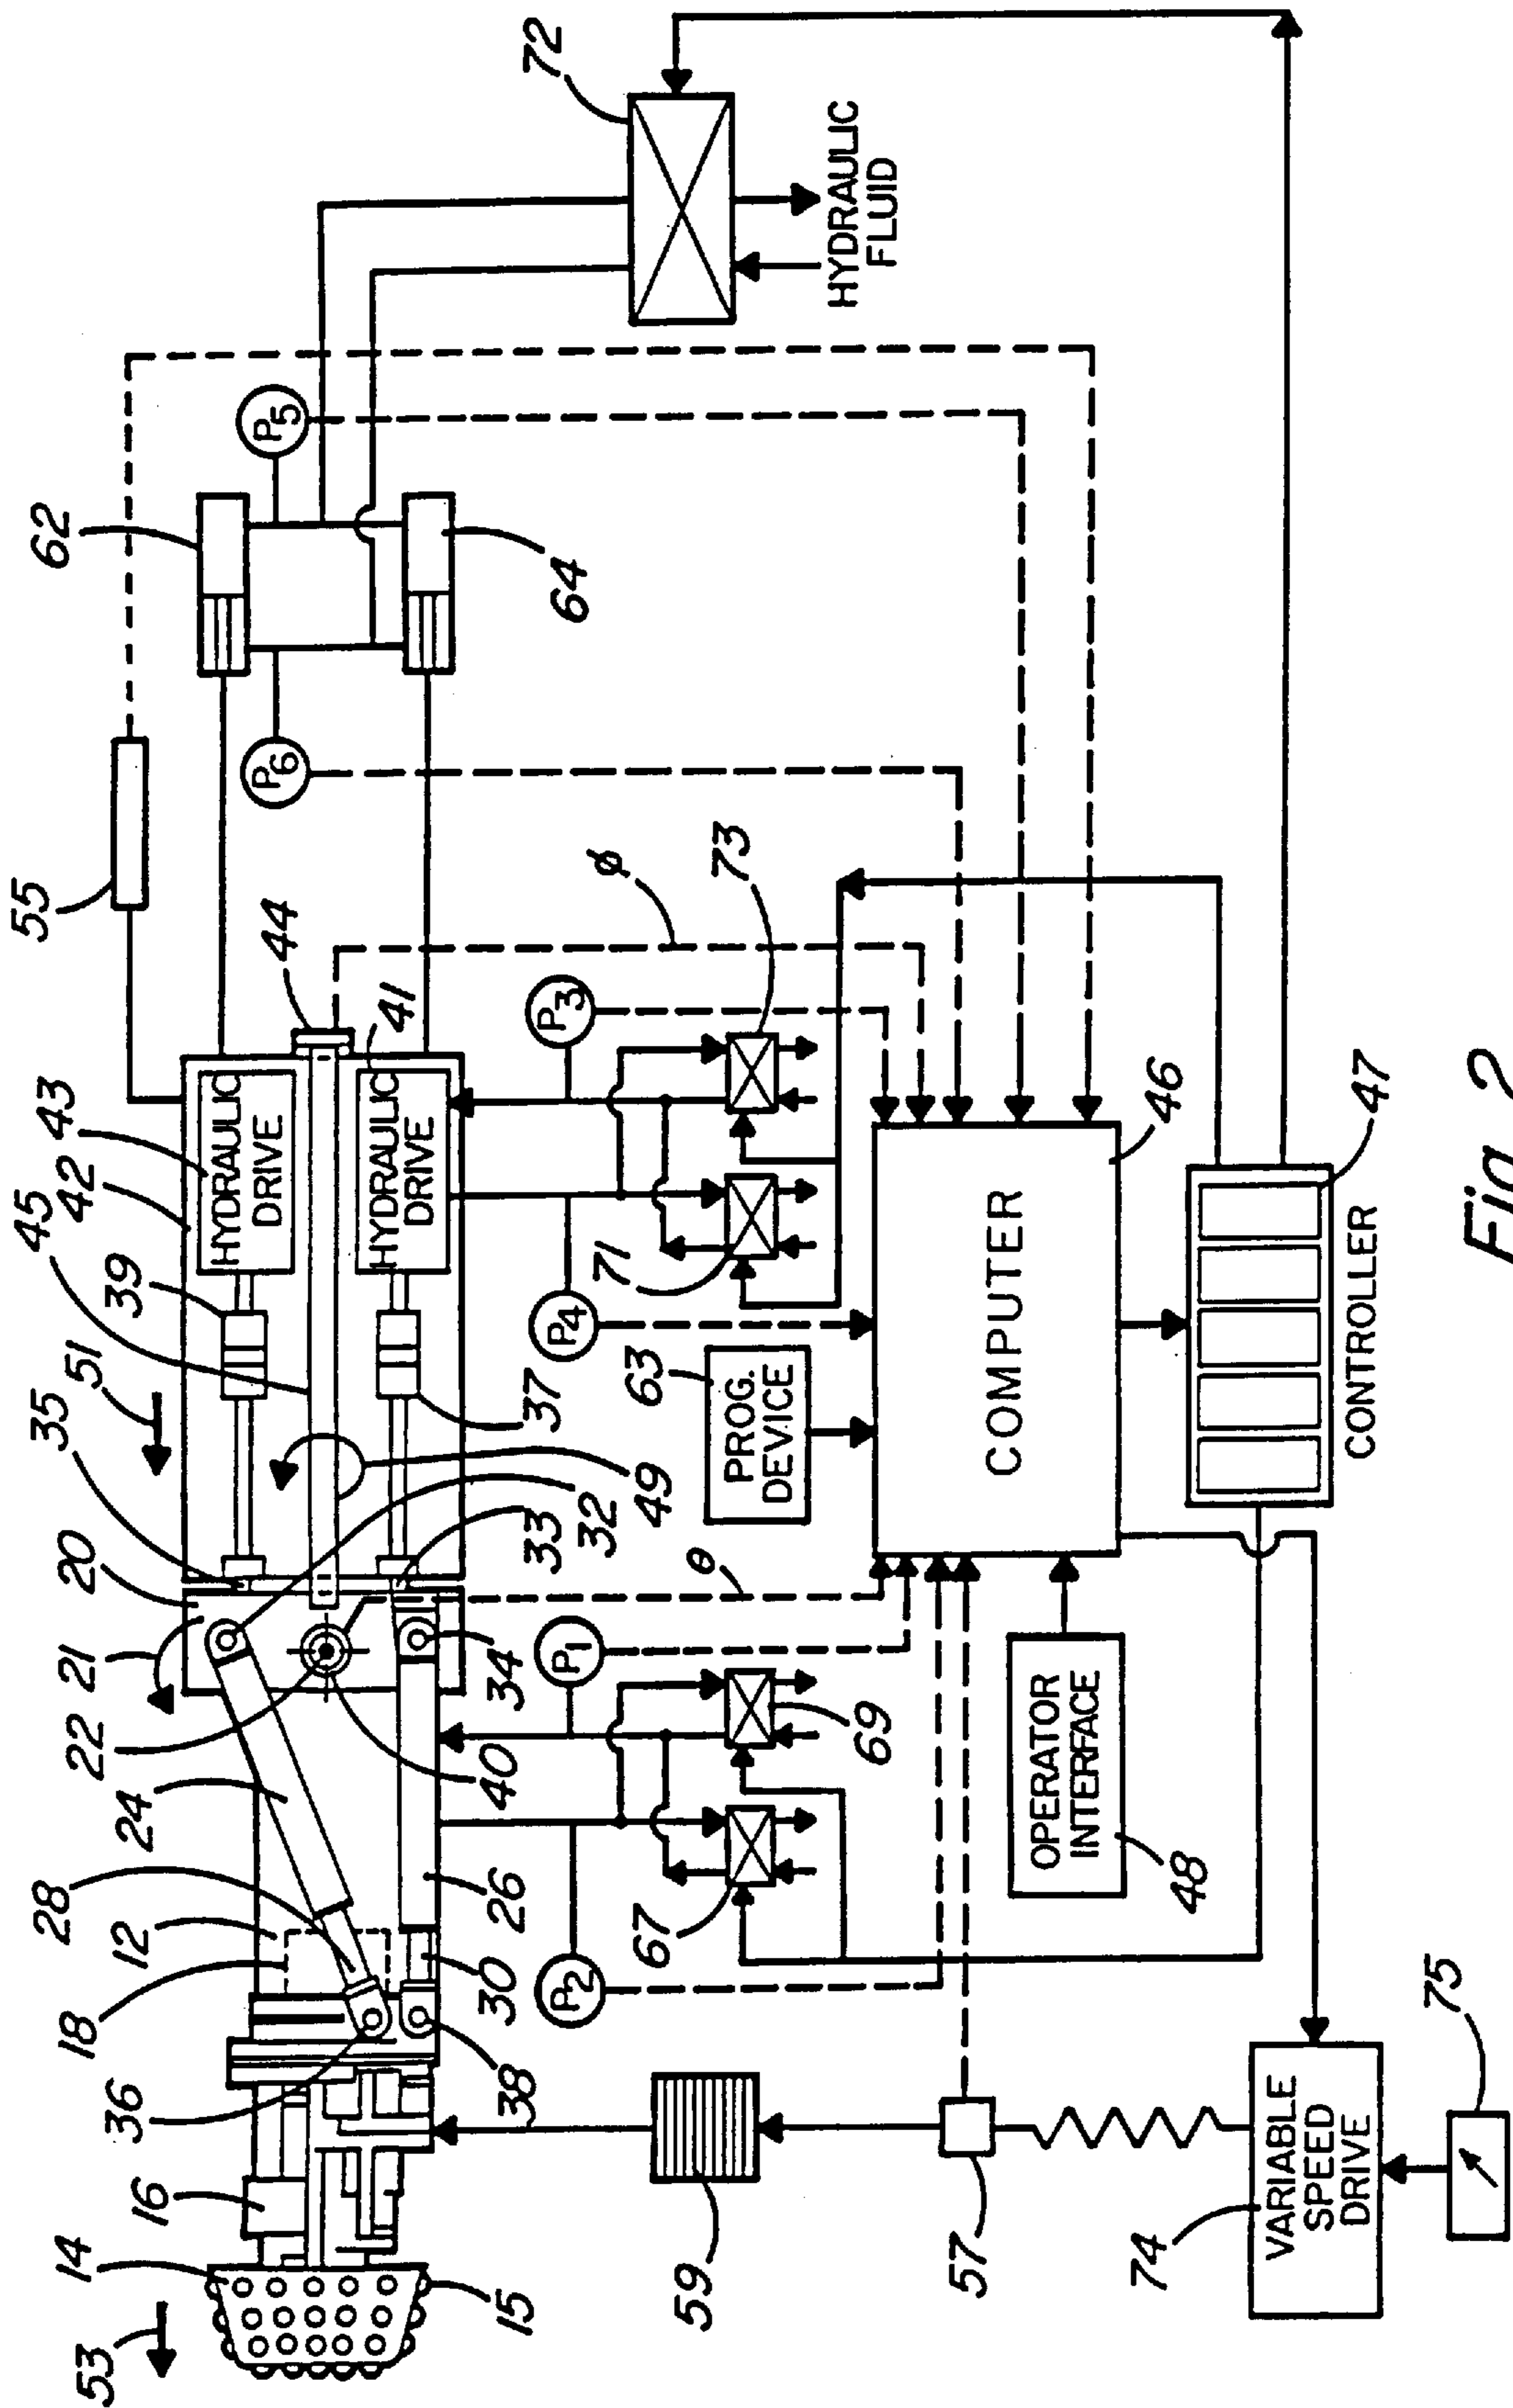 53
14
16
36
18
12
28
24
22
21
20
35
51
39
45
42
43
44
55
62
72
HYDRAULIC
DRIVE
HYDRAULIC
DRIVE
41
P6
P5
64
HYDRAULIC
FLUID
15
38
30
26
40
34
33
32
49
37
ø
θ
P2
P1
P4
P3
67
69
71
73
59
57
63
PROG.
DEVICE
OPERATOR
INTERFACE
48
COMPUTER
46
47
CONTROLLER
74
VARIABLE
SPEED
DRIVE
75
Fig. 2